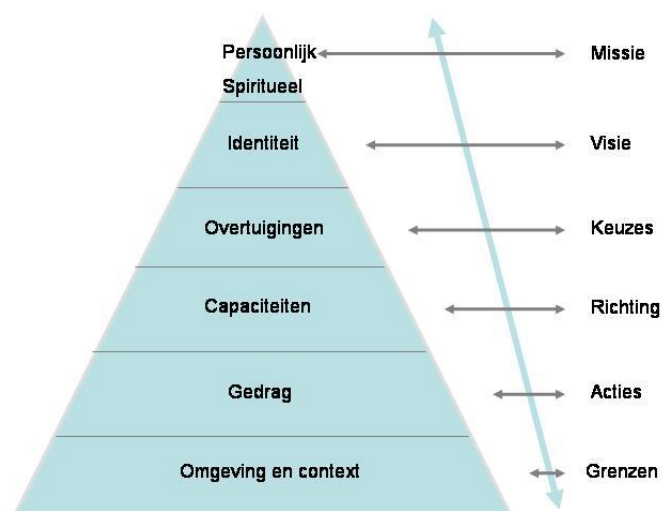 Persoonlijk Missie
Spiritueel
Identiteit Visie
Overtuigingen Keuzes
Capaciteiten Richting
Gedrag Acties
Omgeving en context Grenzen